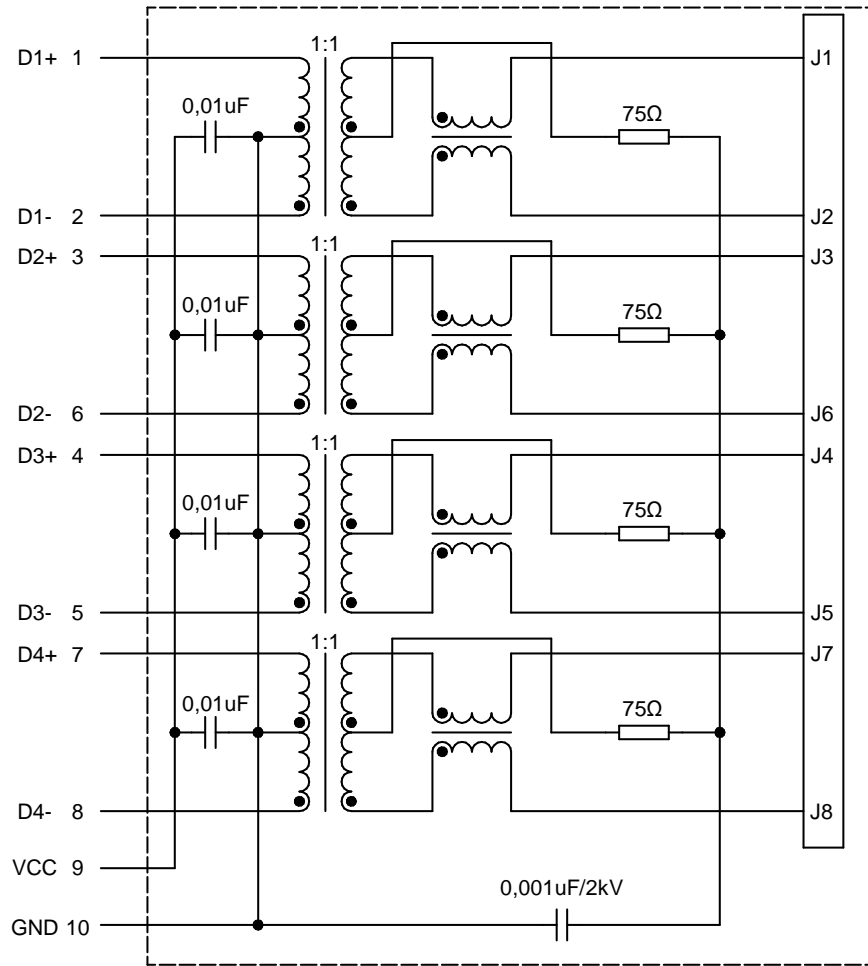 1:1
D1+ 1
J1
0,01uF
75Ω
D1- 2
J2
1:1
D2+ 3
J3
0,01uF
75Ω
D2- 6
J6
1:1
D3+ 4
J4
0,01uF
75Ω
D3- 5
J5
1:1
D4+ 7
J7
0,01uF
75Ω
D4- 8
J8
VCC 9
0,001uF/2kV
GND 10